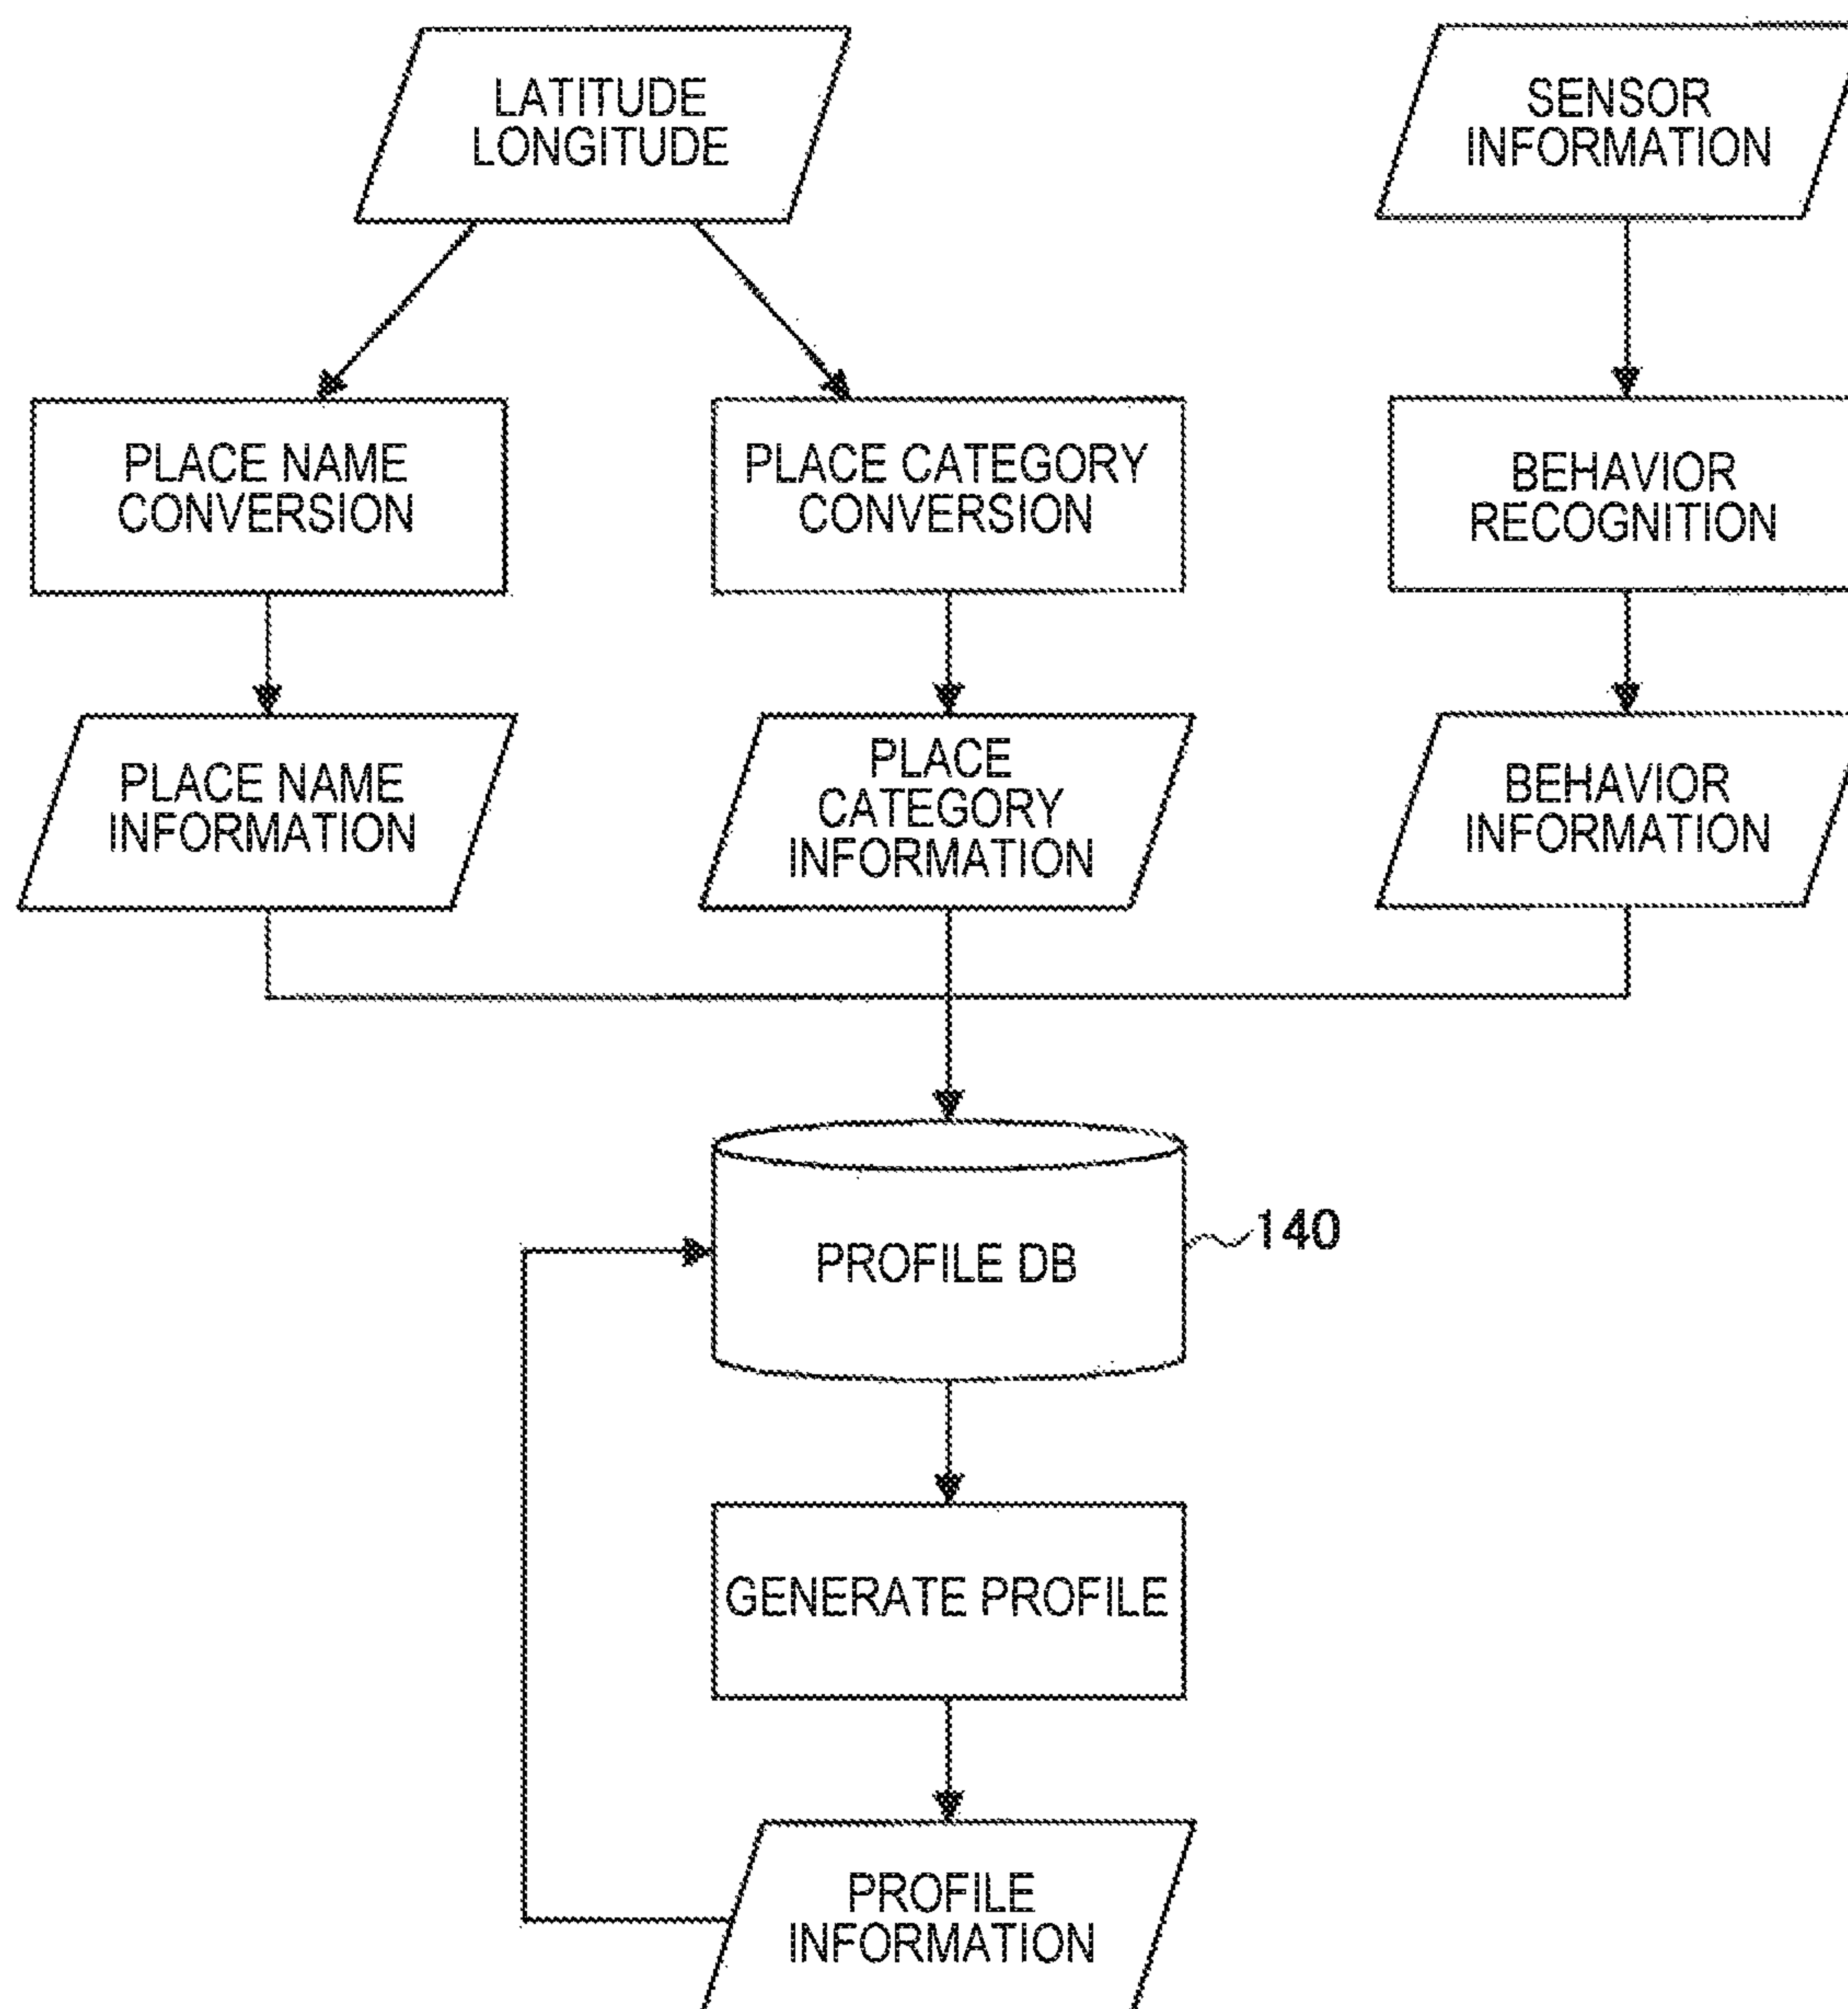 LATITUDE
LONGITUDE
SENSOR
INFORMATION
PLACE NAME
CONVERSION
PLACE CATEGORY
CONVERSION
BEHAVIOR
RECOGNITION
PLACE NAME
INFORMATION
PLACE
CATEGORY
INFORMATION
BEHAVIOR
INFORMATION
PROFILE DB
140
GENERATE PROFILE
PROFILE
INFORMATION